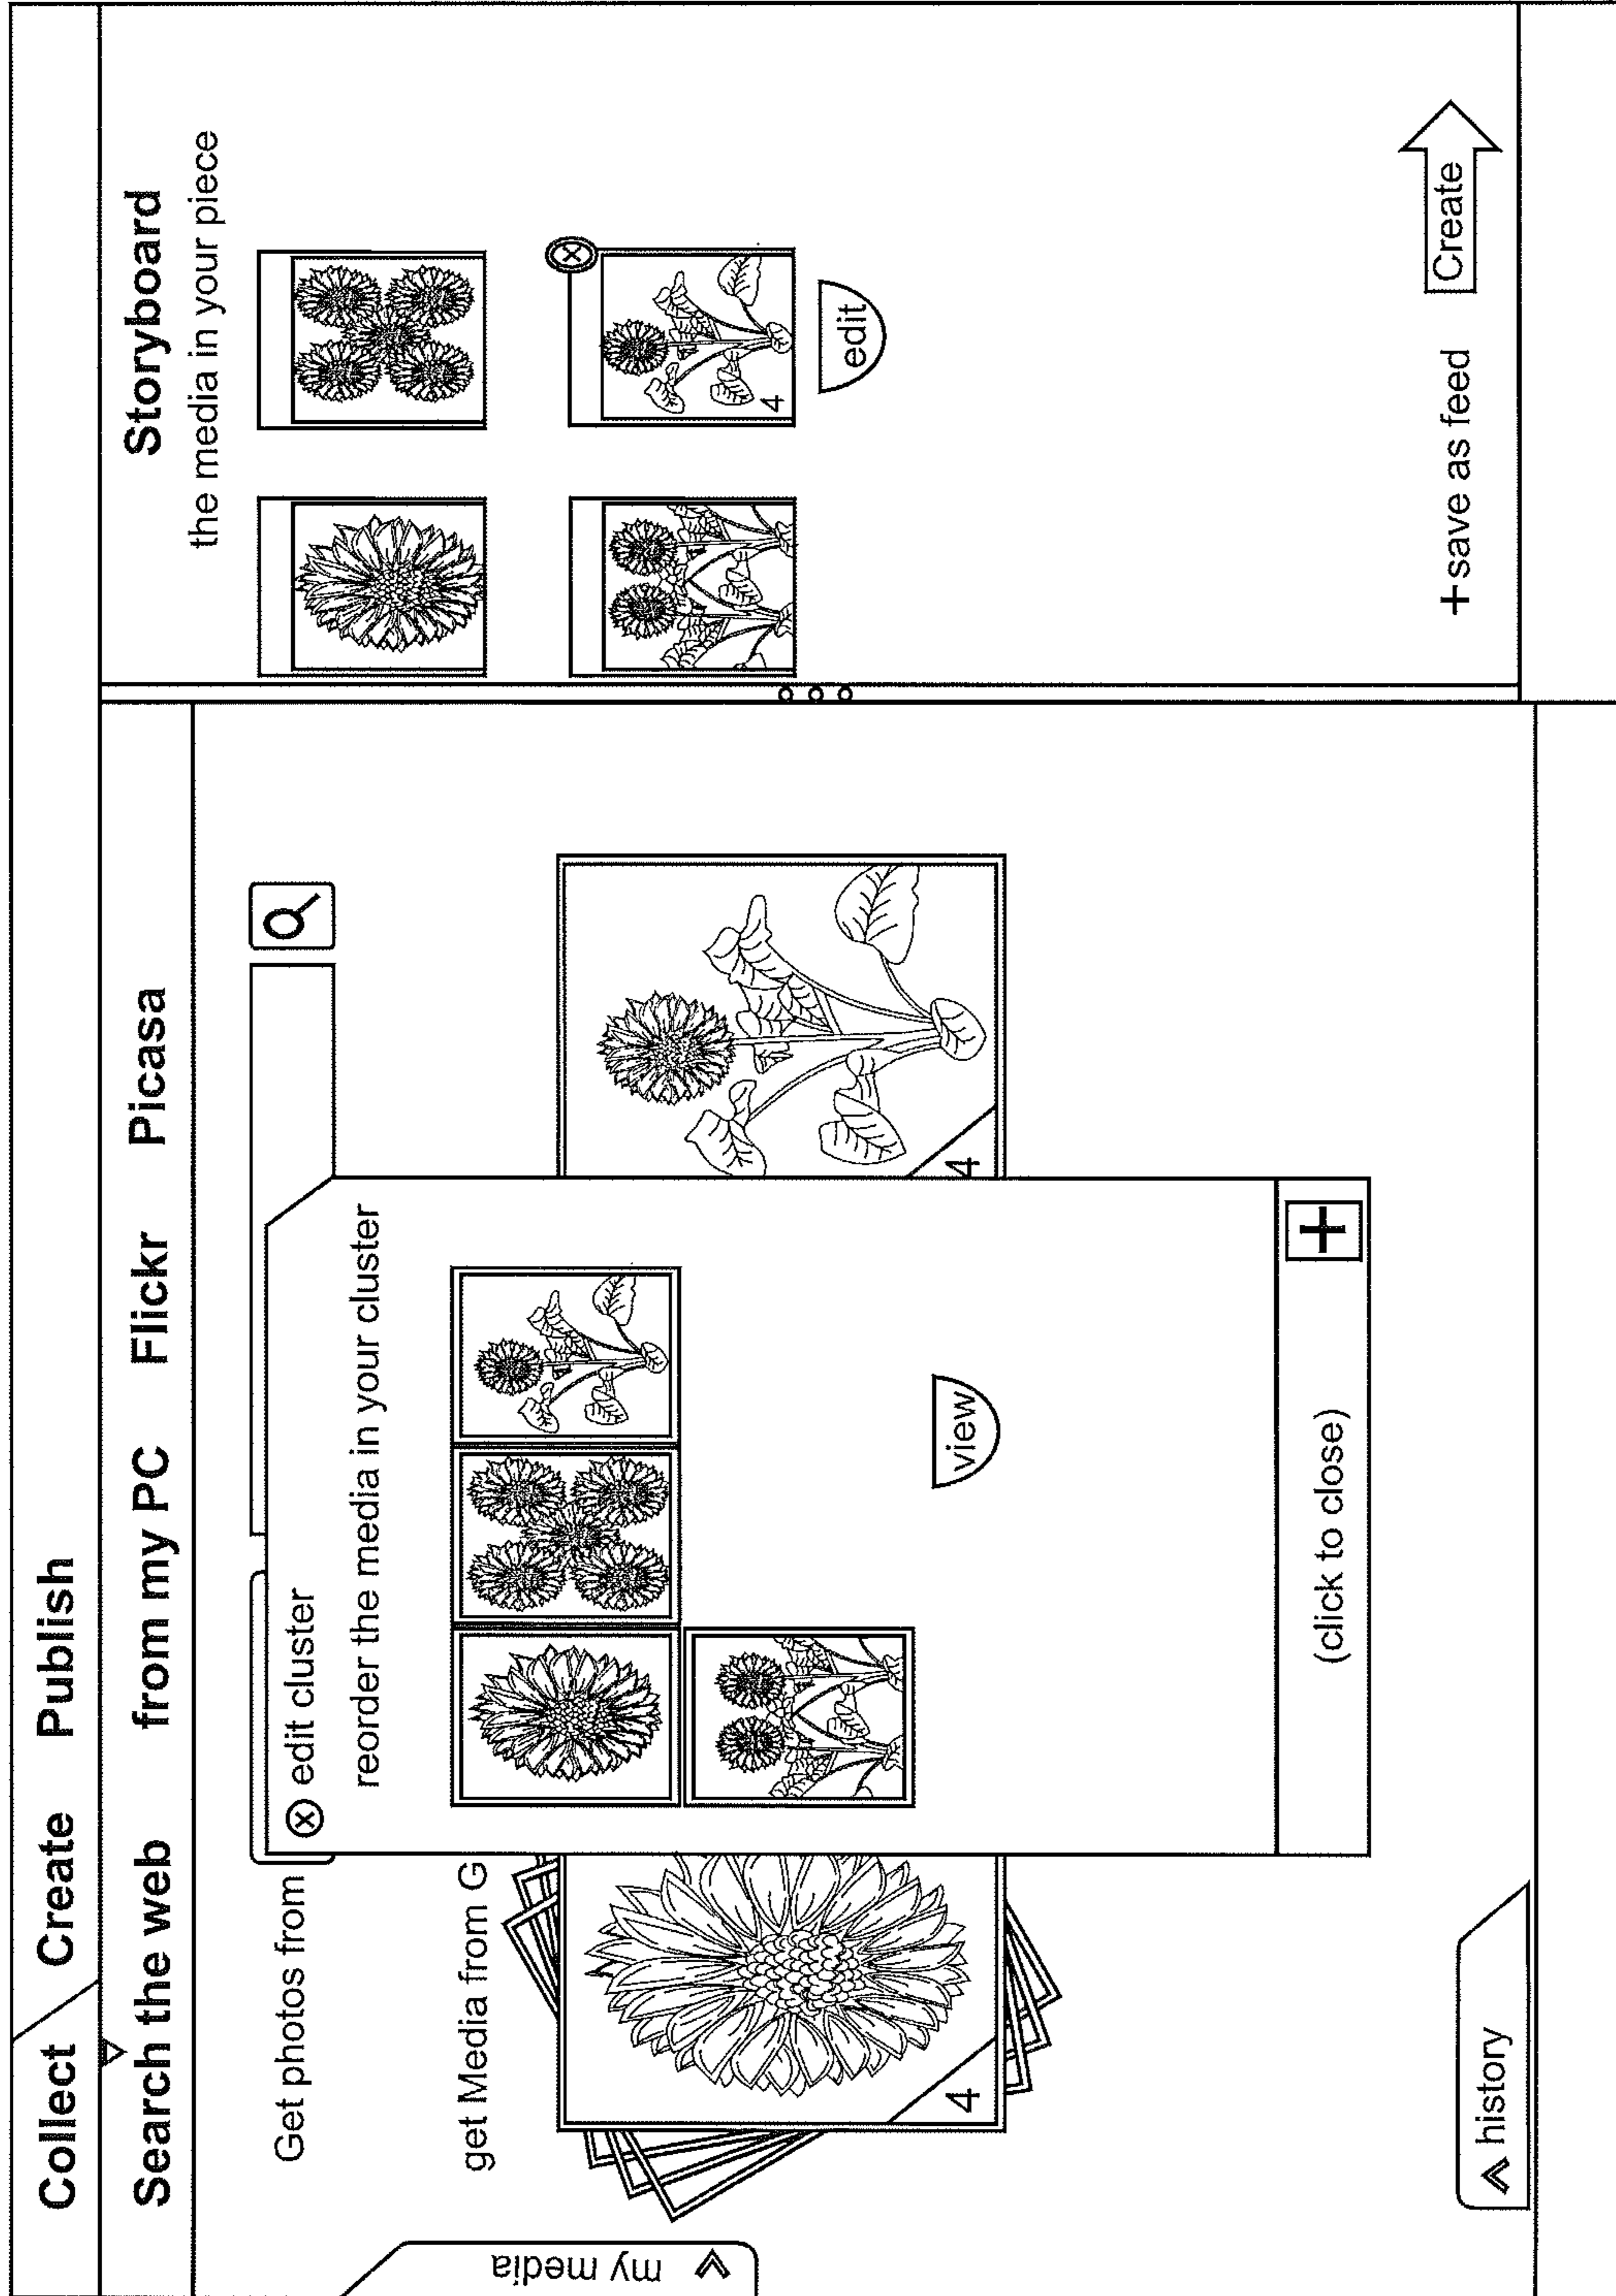 Collect Create Publish
Search the web from my PC Flickr Picasa
Get photos from
get Media from G
my media
4
edit cluster
reorder the media in your cluster
view
(click to close)
4
history
Storyboard
the media in your piece
4
edit
+save as feed
Create